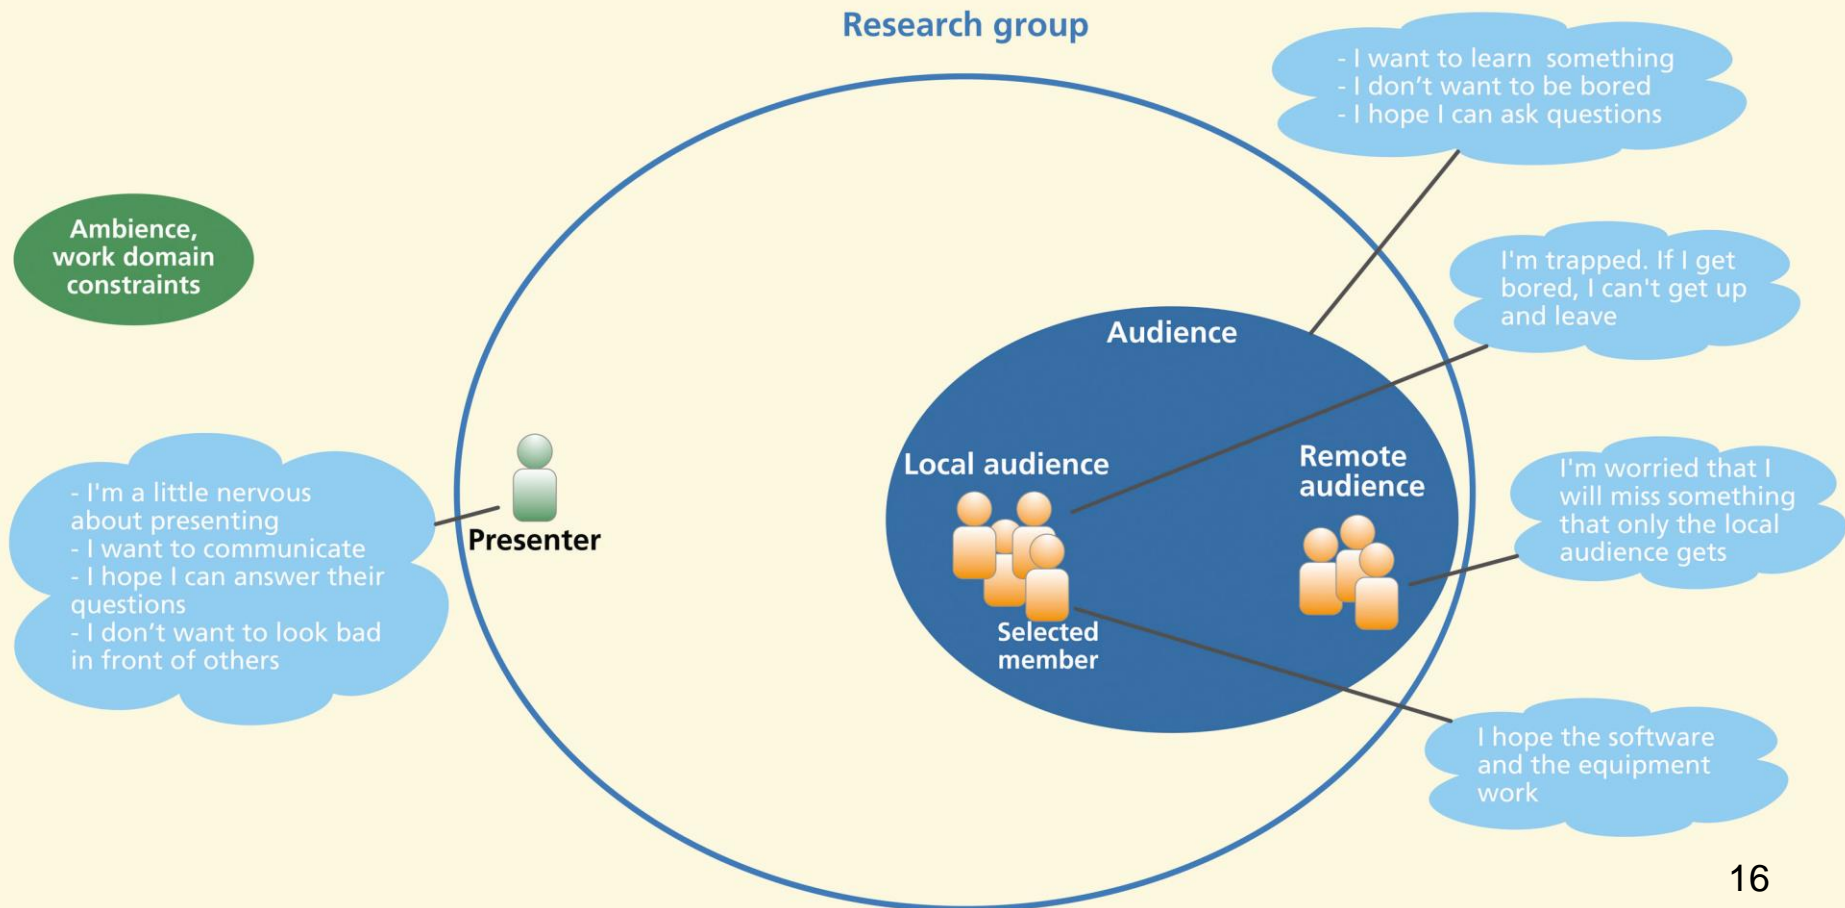 Research group
- I want to learn  something
- I don't want to be bored
- I hope I can ask questions
Ambience,
work domain
constraints
I'm trapped. If I get
bored, I can't get up
and leave
Audience
- I'm a little nervous
about presenting
- I want to communicate
- I hope I can answer their
questions
- I don't want to look bad
in front of others
Presenter
Local audience
Selected
member
Remote
audience
I'm worried that I
will miss something
that only the local
audience gets
I hope the software
and the equipment
work
16